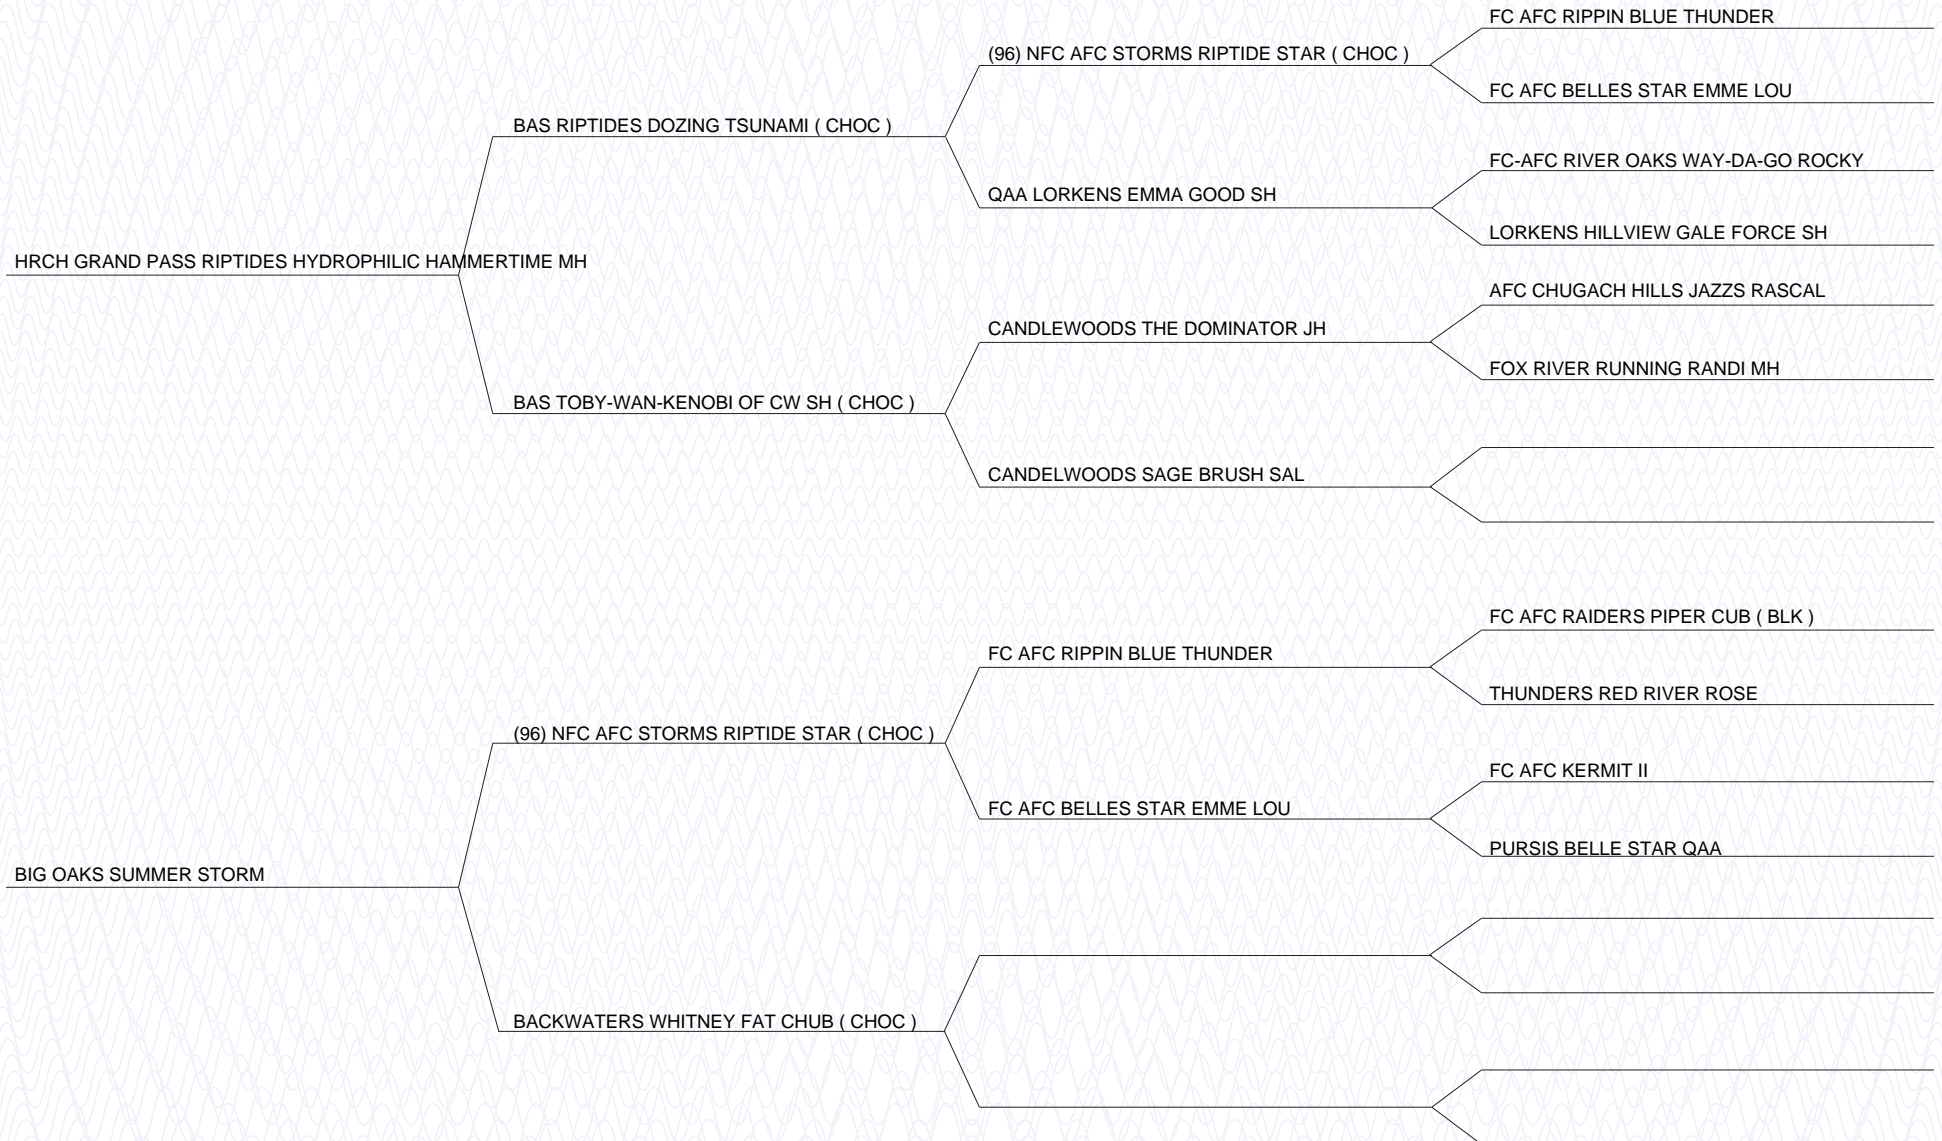 FC AFC RIPPIN BLUE THUNDER
(96) NFC AFC STORMS RIPTIDE STAR ( CHOC )
FC AFC BELLES STAR EMME LOU
BAS RIPTIDES DOZING TSUNAMI ( CHOC )
FC-AFC RIVER OAKS WAY-DA-GO ROCKY
QAA LORKENS EMMA GOOD SH
LORKENS HILLVIEW GALE FORCE SH
HRCH GRAND PASS RIPTIDES HYDROPHILIC HAMMERTIME MH
AFC CHUGACH HILLS JAZZS RASCAL
CANDLEWOODS THE DOMINATOR JH
FOX RIVER RUNNING RANDI MH
BAS TOBY-WAN-KENOBI OF CW SH ( CHOC )
CANDELWOODS SAGE BRUSH SAL
FC AFC RAIDERS PIPER CUB ( BLK )
FC AFC RIPPIN BLUE THUNDER
THUNDERS RED RIVER ROSE
(96) NFC AFC STORMS RIPTIDE STAR ( CHOC )
FC AFC KERMIT II
FC AFC BELLES STAR EMME LOU
PURSIS BELLE STAR QAA
BIG OAKS SUMMER STORM
BACKWATERS WHITNEY FAT CHUB ( CHOC )